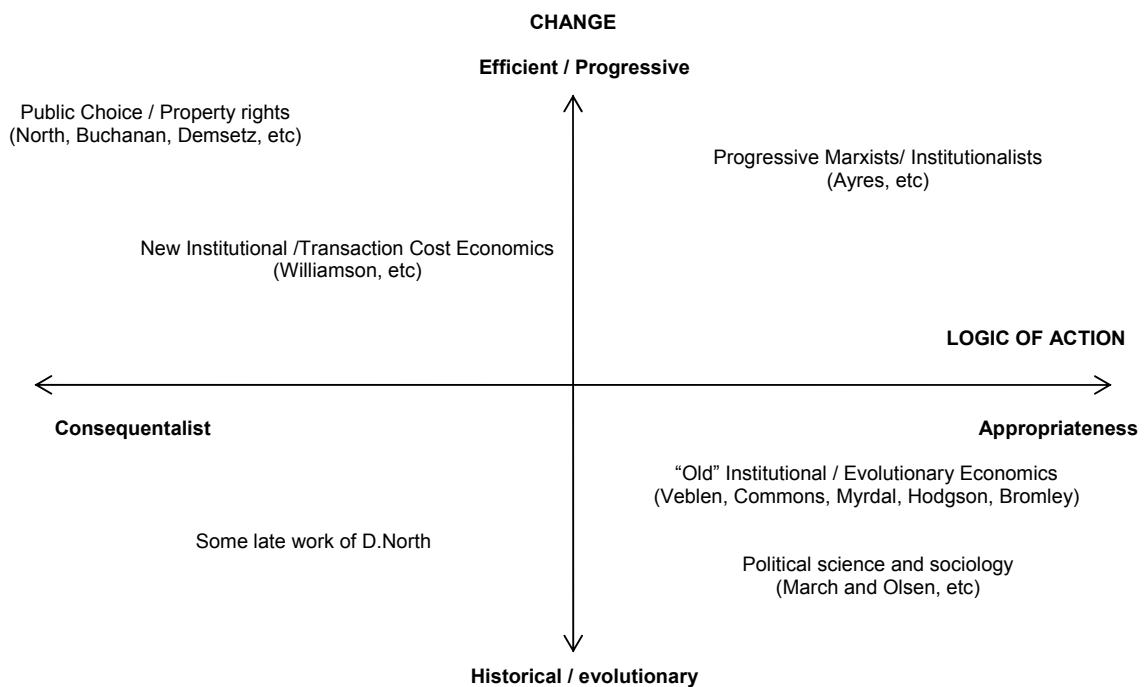 CHANGE
Efficient / Progressive
Public Choice / Property rights
(North, Buchanan, Demsetz, etc)
Progressive Marxists/ Institutionalists
(Ayres, etc)
New Institutional /Transaction Cost Economics
(Williamson, etc)
LOGIC OF ACTION
Consequentalist
Appropriateness
“Old” Institutional / Evolutionary Economics
(Veblen, Commons, Myrdal, Hodgson, Bromley)
Some late work of D.North
Political science and sociology
(March and Olsen, etc)
Historical / evolutionary